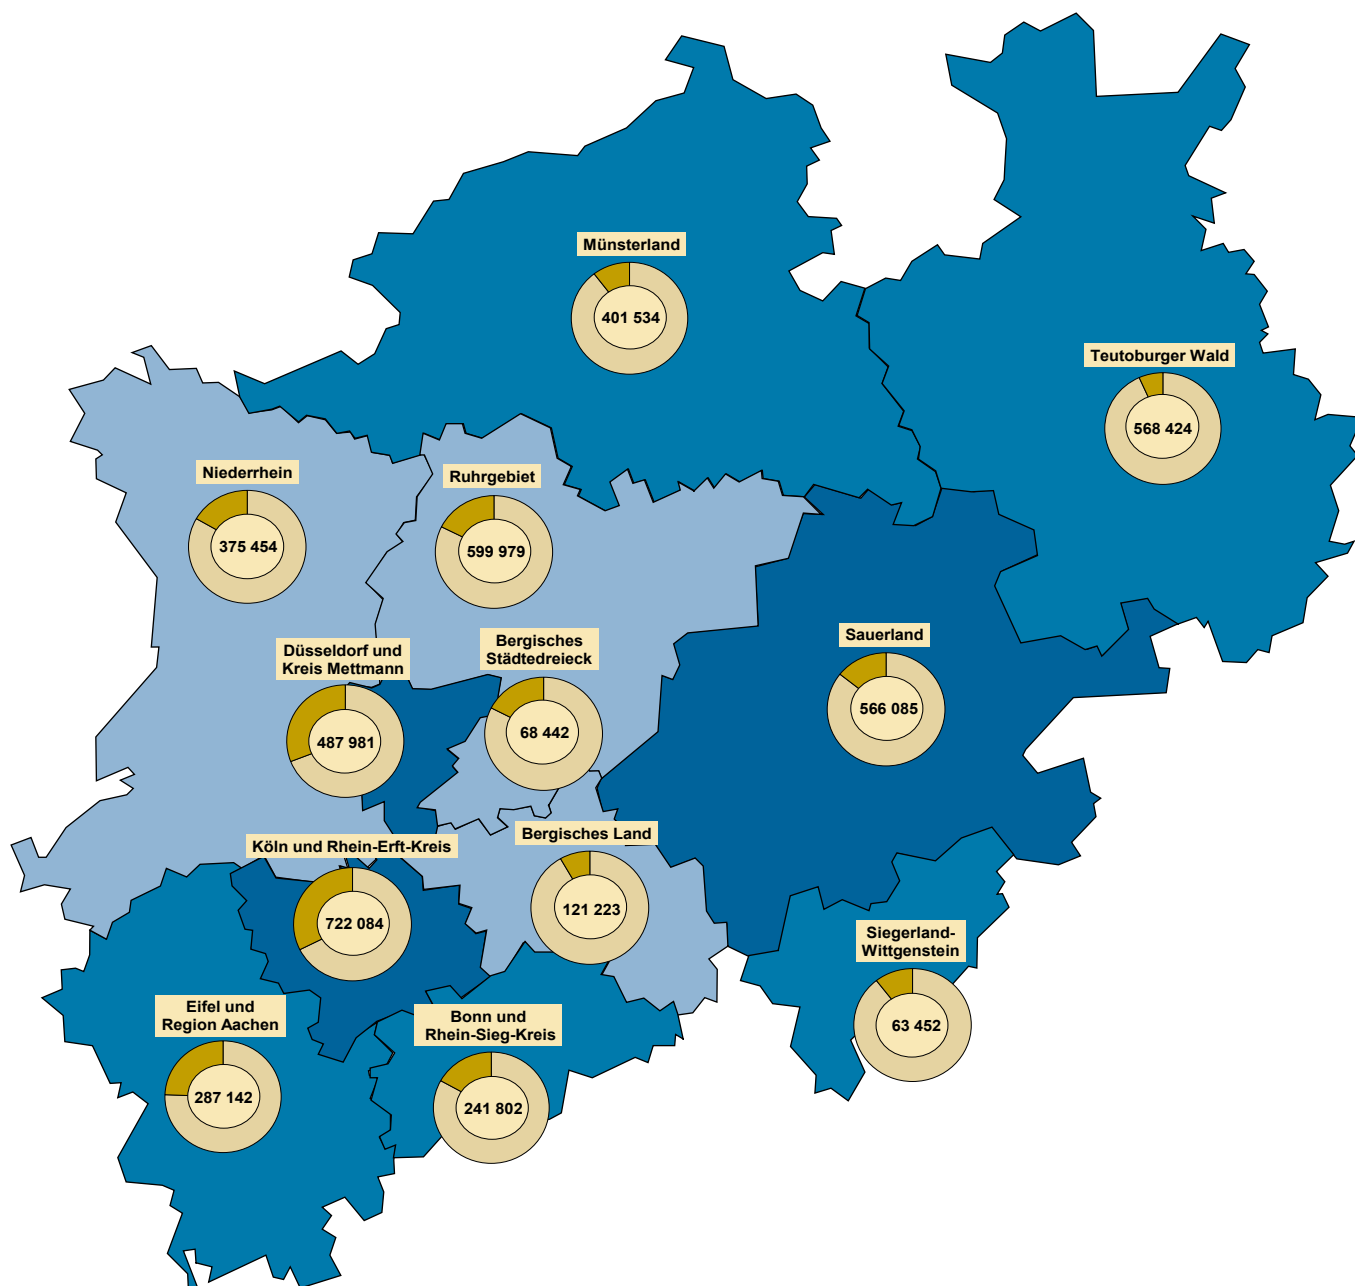 Münsterland
401 534
Teutoburger Wald
568 424
Niederrhein
375 454
Ruhrgebiet
599 979
Düsseldorf und
Kreis Mettmann
487 981
Bergisches
Städtedreieck
68 442
Sauerland
566 085
Köln und Rhein-Erft-Kreis
722 084
Bergisches Land
121 223
Siegerland-
Wittgenstein
63 452
Eifel und
Region Aachen
287 142
Bonn und
Rhein-Sieg-Kreis
241 802